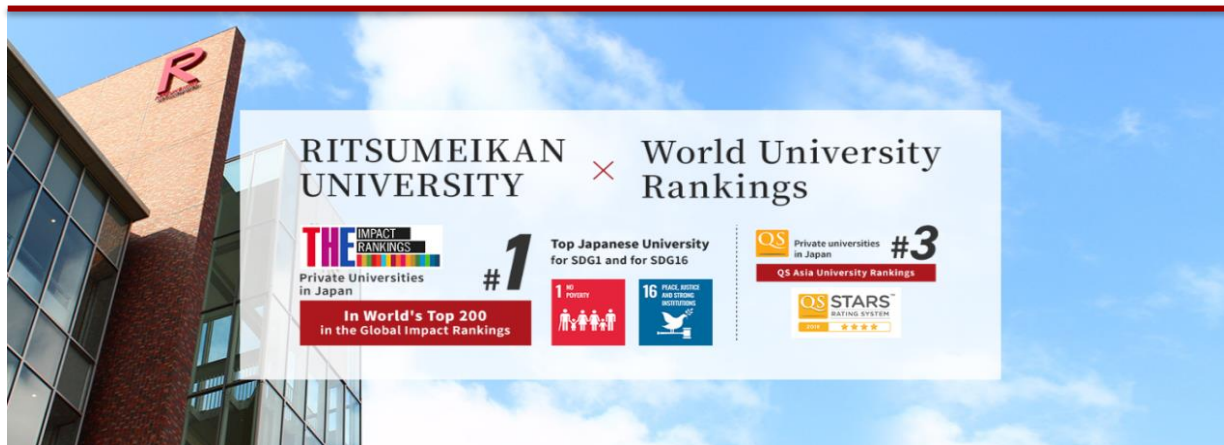 R
RITSUMEIKAN
UNIVERSITY
×
World University
Rankings
THE IMPACT
RANKINGS
Private Universities
in Japan
#1
In World's Top 200
in the Global Impact Rankings
Top Japanese University
for SDG1 and for SDG16
1 NO
POVERTY
16 PEACE, JUSTICE
AND STRONG
INSTITUTIONS
QS
Private universities
in Japan
#3
QS Asia University Rankings
QS STARS™
RATING SYSTEM